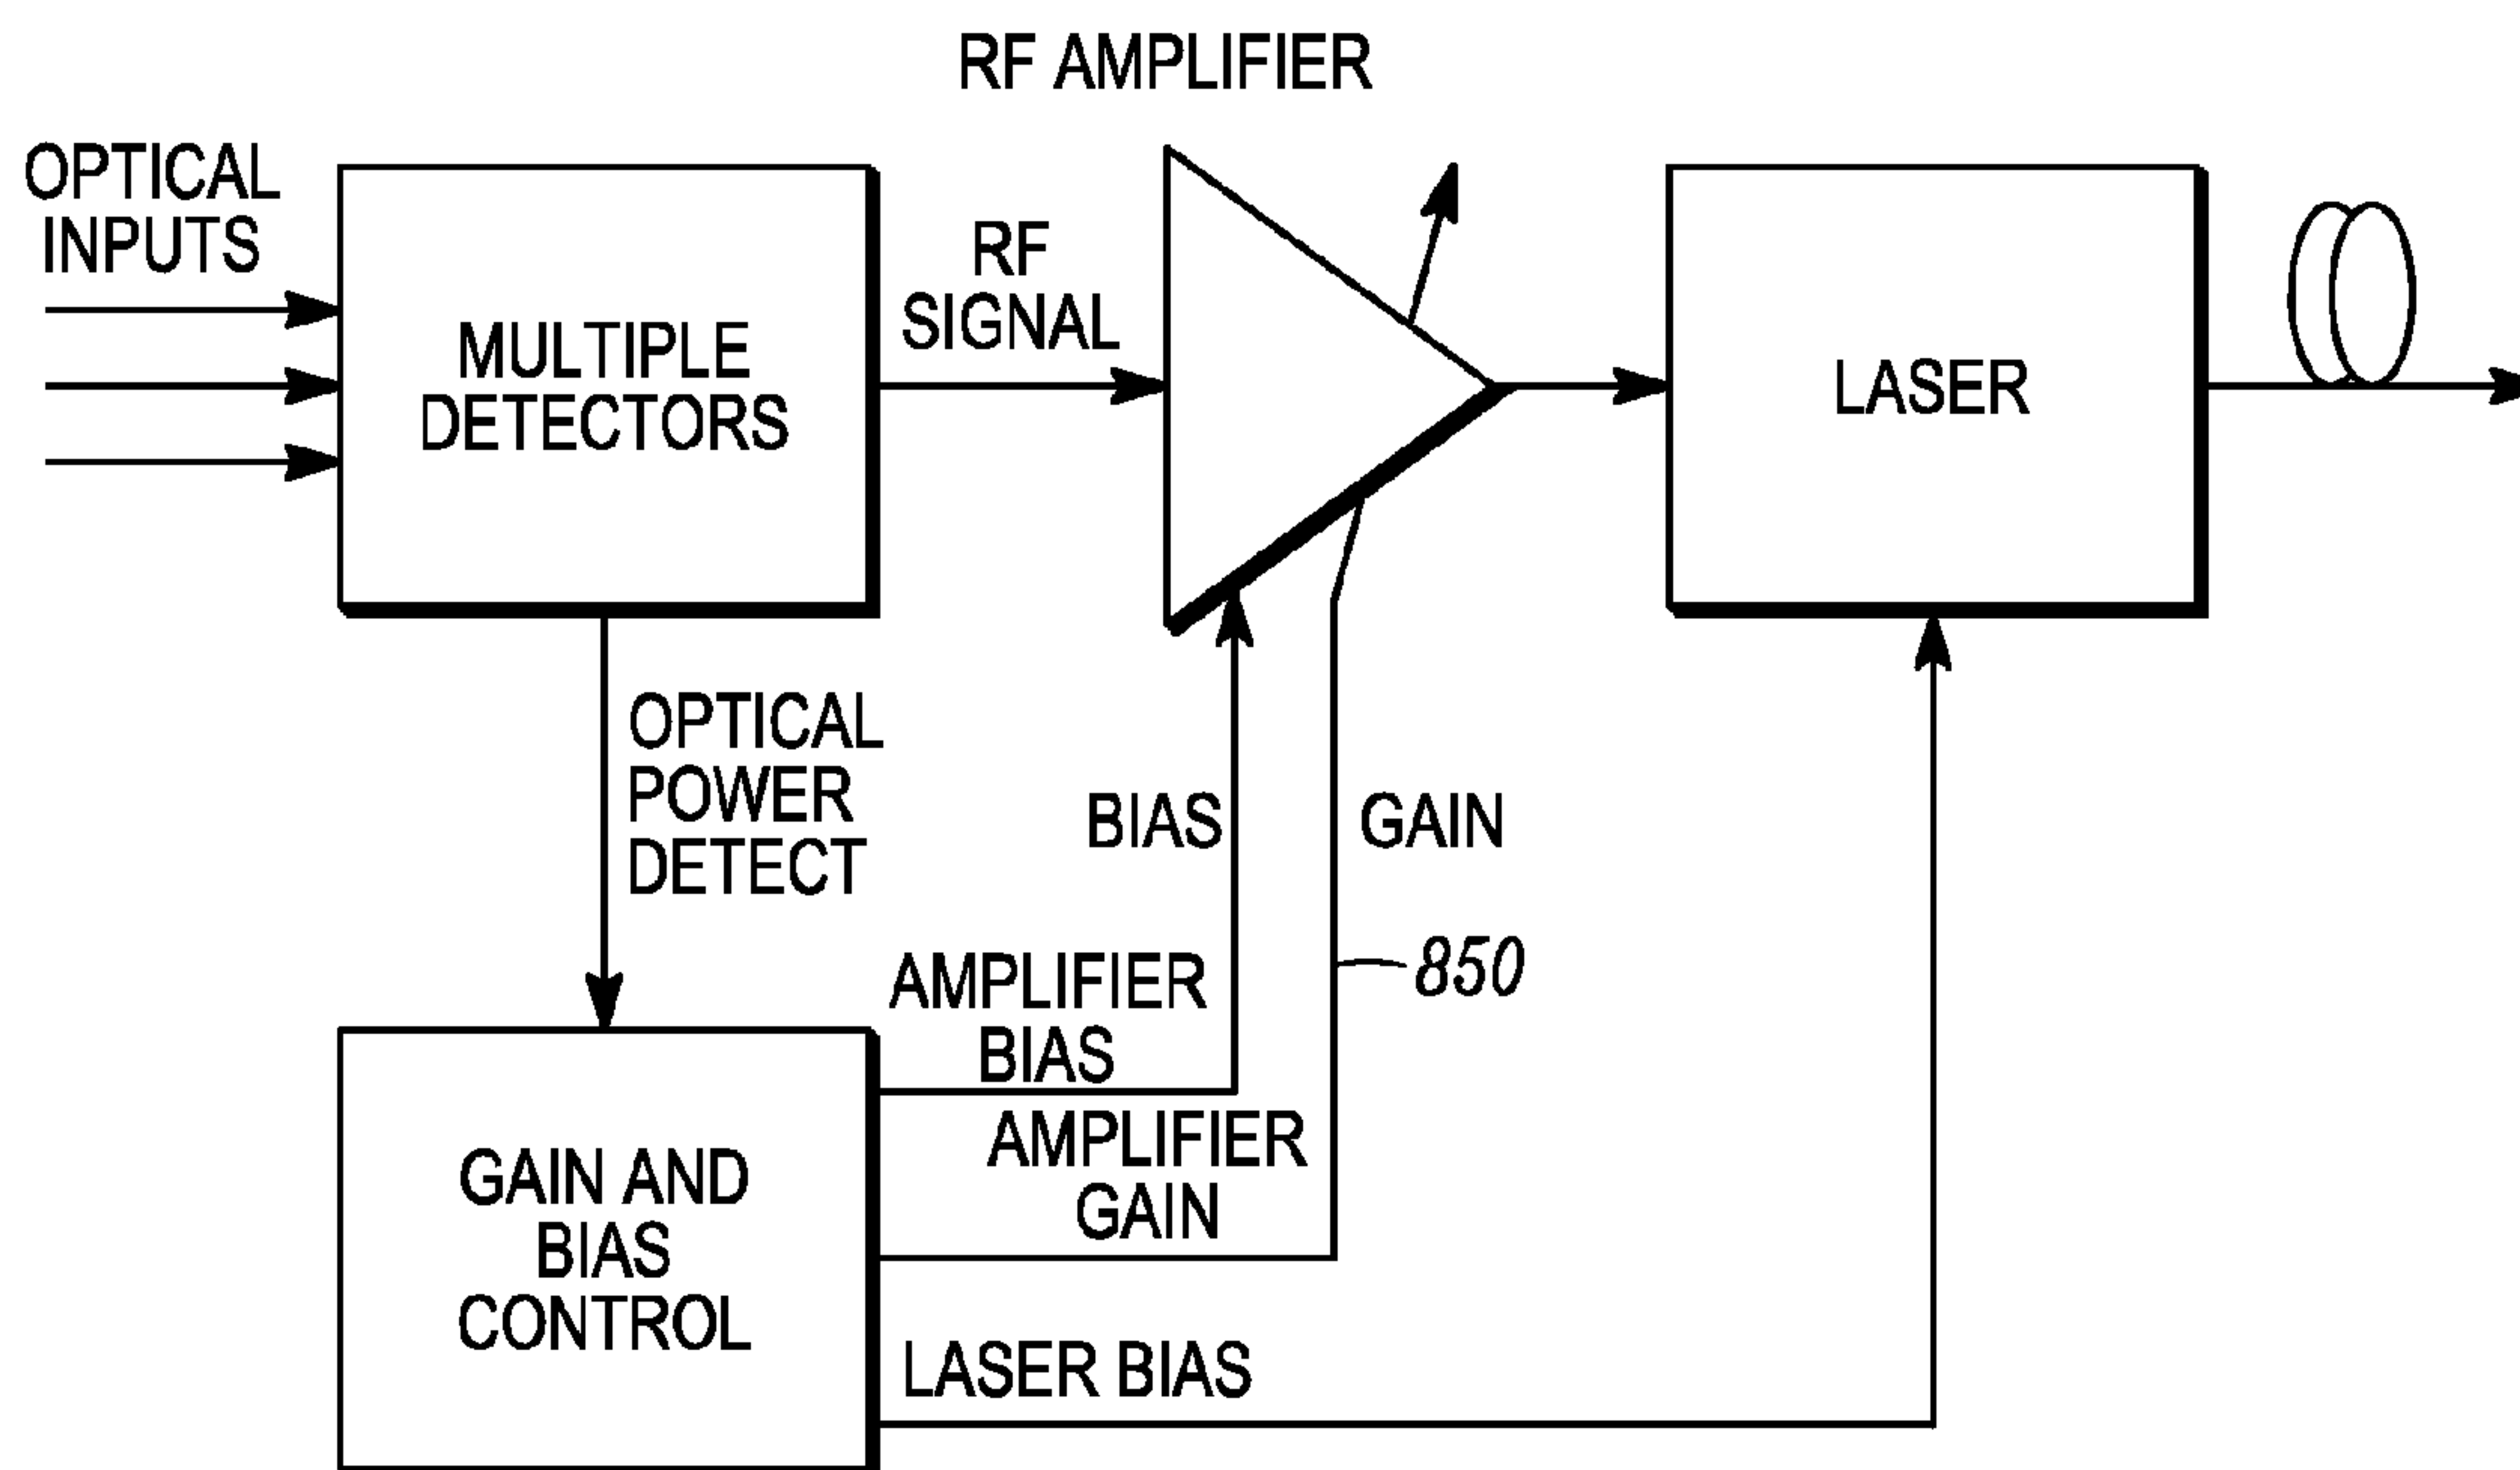 RF AMPLIFIER
OPTICAL
INPUTS
MULTIPLE
DETECTORS
RF
SIGNAL
LASER
OPTICAL
POWER
DETECT
BIAS
GAIN
850
AMPLIFIER
BIAS
AMPLIFIER
GAIN
GAIN AND
BIAS
CONTROL
LASER BIAS